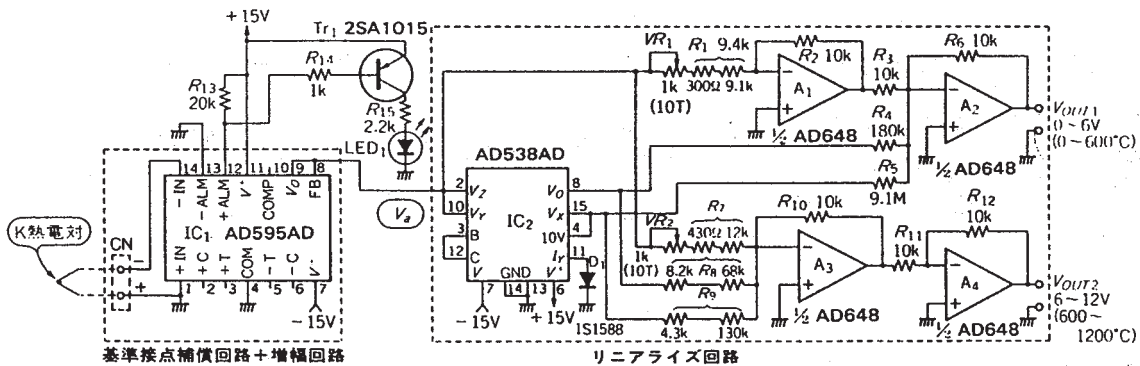 +15V
Tr₁ 2SA1015
R₁₄
1k
R₁₃
20k
R₁₅
2.2k
LED₁
14 13 12 11 10 9 8
-IN
-ALM
+ALM
V⁺
COMP
Vo
FB
IC₁ AD595AD
+IN
+C
+T
COM
-T
-C
V⁻
1 2 3 4 5 6 7
-15V
K熱電対
CN
-
+
基準接点補償回路+増幅回路
Va
AD538AD
2 VZ
10 VY
3 B
12 C
IC₂
VO 8
VX 15
10V 4
IY 11
V⁻ GND V⁺
7 14 13 6
-15V
+15V
D₁
1S1588
VR₁
1k
(10T)
R₁ 9.4k
300Ω 9.1k
R₂ 10k
A₁
½ AD648
R₃
10k
R₄
180k
R₅
9.1M
R₆ 10k
A₂
½ AD648
VOUT1
0~6V
(0~600°C)
VR₂
1k
(10T)
R₇
430Ω 12k
8.2k R₈ 68k
R₉
4.3k 130k
R₁₀ 10k
A₃
½ AD648
R₁₁
10k
R₁₂
10k
A₄
½ AD648
VOUT2
6~12V
(600~
1200°C)
リニアライズ回路